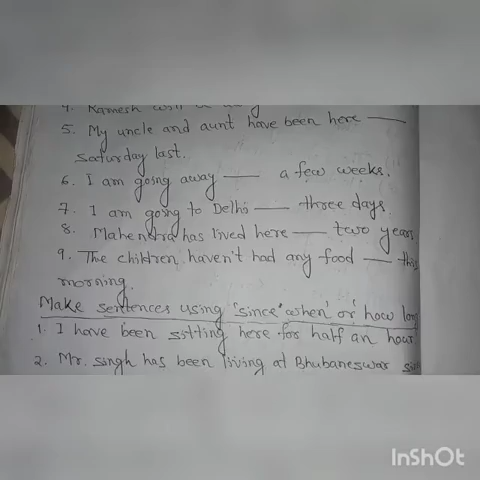 5. My uncle and aunt have been here —
Saturday last.
6. I am going away — a few weeks.
7. I am going to Delhi — three days.
8. Mahendra has lived here — two years
9. The children haven't had any food — this
morning.
Make sentences using "since" when' or 'how long
1. I have been sitting here for half an hour
2. Mr. Singh has been living at Bhubaneswar
InShOt